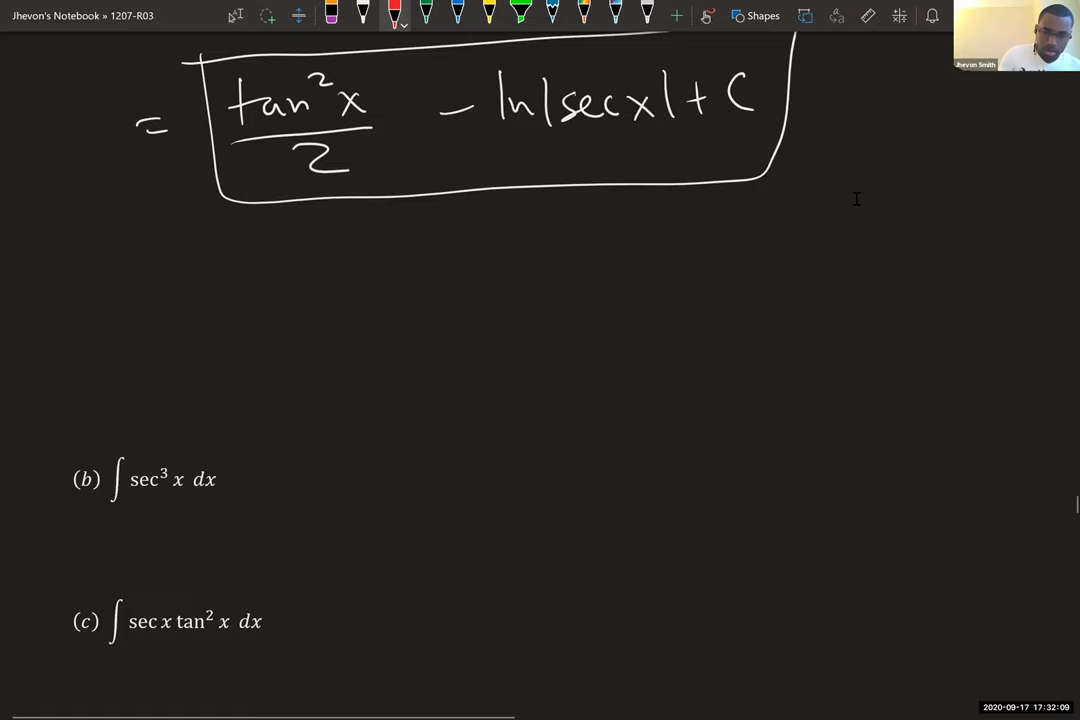 Jhevon's Notebook » 1207-R03
Shapes
Jhevon Smith
= tan²x / 2 - ln|sec x| + C
(b) ∫ sec³ x dx
(c) ∫ sec x tan² x dx
2020-09-17 17:32:09